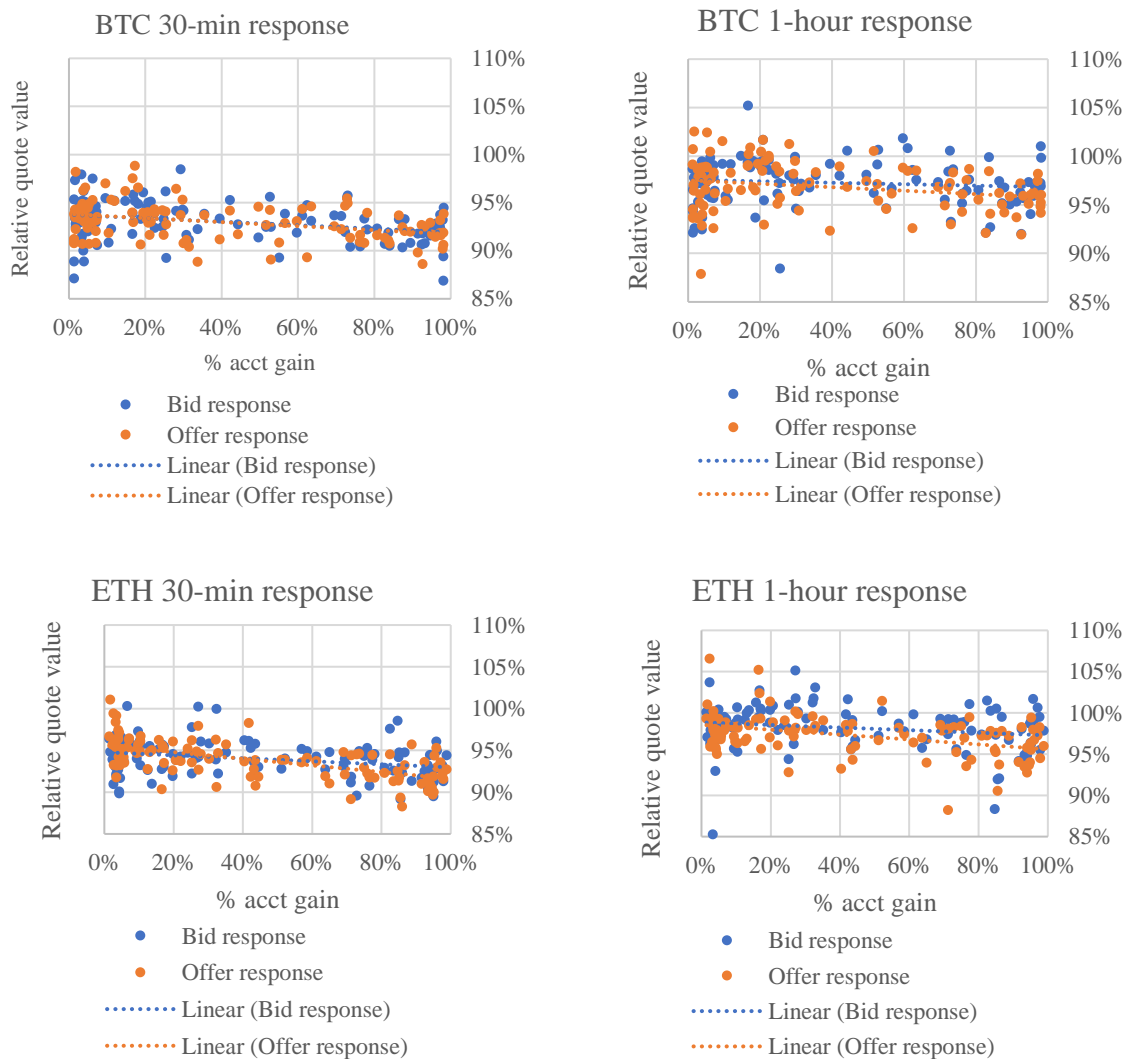 BTC 30-min response
110%
105%
100%
95%
90%
85%
Relative quote value
0% 20% 40% 60% 80% 100%
% acct gain
Bid response
Offer response
Linear (Bid response)
Linear (Offer response)
BTC 1-hour response
110%
105%
100%
95%
90%
85%
Relative quote value
0% 20% 40% 60% 80% 100%
% acct gain
Bid response
Offer response
Linear (Bid response)
Linear (Offer response)
ETH 30-min response
110%
105%
100%
95%
90%
85%
Relative quote value
0% 20% 40% 60% 80% 100%
% acct gain
Bid response
Offer response
Linear (Bid response)
Linear (Offer response)
ETH 1-hour response
110%
105%
100%
95%
90%
85%
Relative quote value
0% 20% 40% 60% 80% 100%
% acct gain
Bid response
Offer response
Linear (Bid response)
Linear (Offer response)